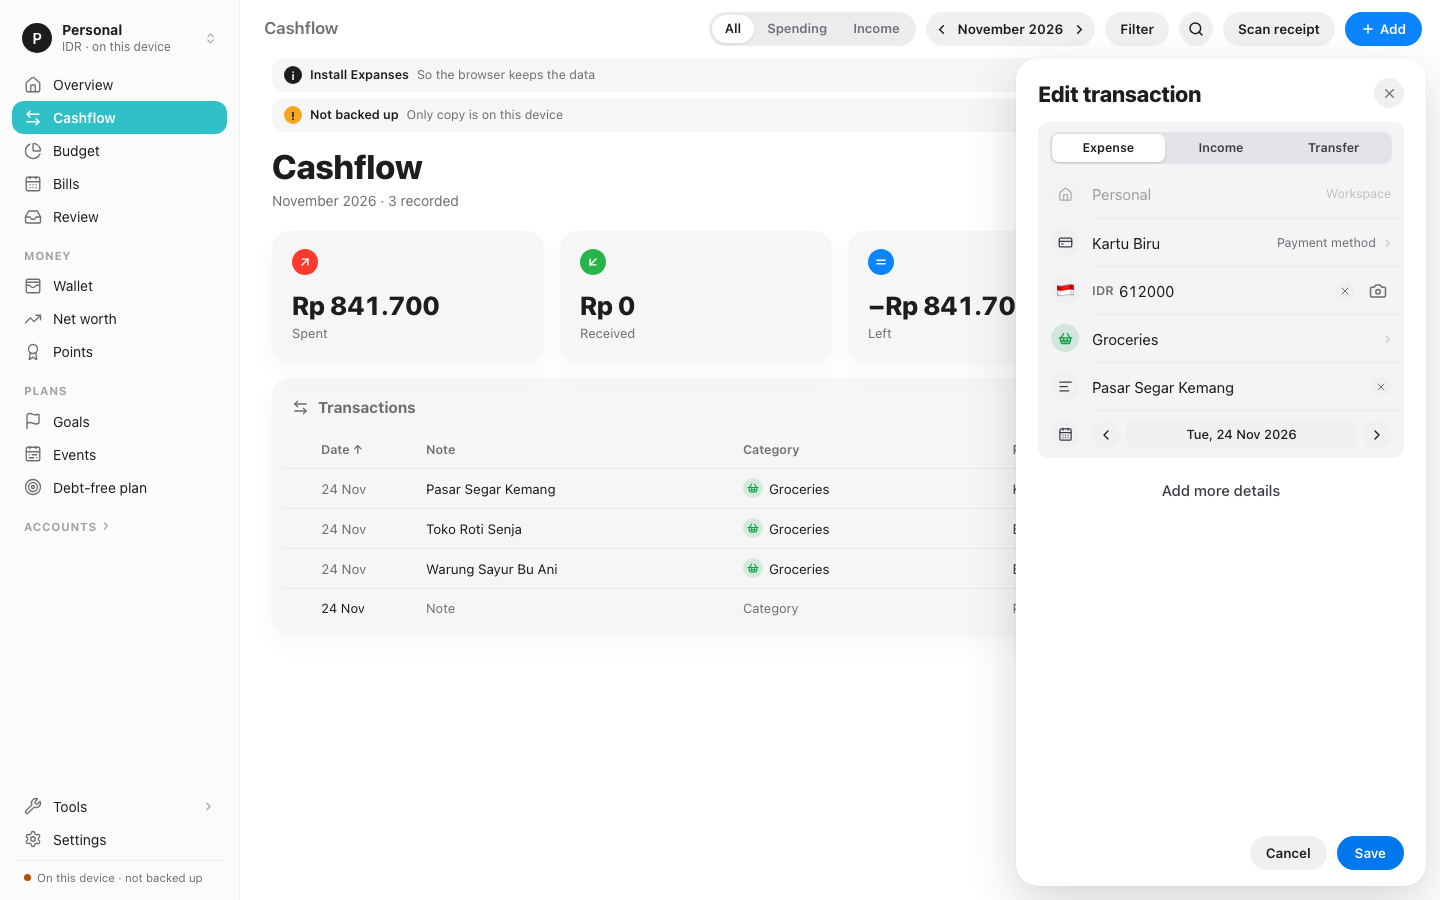 P
Personal
IDR · on this device
Overview
Cashflow
Budget
Bills
Review
MONEY
Wallet
Net worth
Points
PLANS
Goals
Events
Debt-free plan
ACCOUNTS
Tools
Settings
On this device · not backed up
Cashflow
All Spending Income
November 2026
Filter
Scan receipt
+ Add
Install Expanses So the browser keeps the data
Not backed up Only copy is on this device
Cashflow
November 2026 · 3 recorded
Rp 841.700
Spent
Rp 0
Received
−Rp 841.70
Left
Transactions
Date ↑ Note Category
24 Nov Pasar Segar Kemang Groceries
24 Nov Toko Roti Senja Groceries
24 Nov Warung Sayur Bu Ani Groceries
24 Nov Note Category
Edit transaction
Expense Income Transfer
Personal Workspace
Kartu Biru Payment method
IDR 612000
Groceries
Pasar Segar Kemang
Tue, 24 Nov 2026
Add more details
Cancel Save